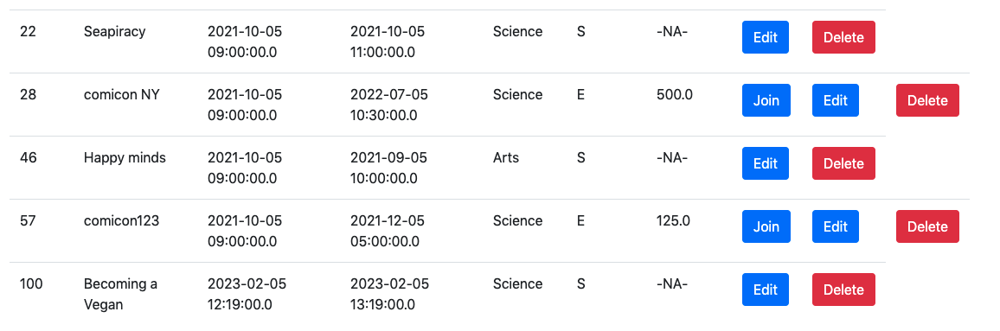 22 Seapiracy 2021-10-05 2021-10-05 Science S -NA- Edit Delete
09:00:00.0 11:00:00.0
28 comicon NY 2021-10-05 2022-07-05 Science E 500.0 Join Edit Delete
09:00:00.0 10:30:00.0
46 Happy minds 2021-10-05 2021-09-05 Arts S -NA- Edit Delete
09:00:00.0 10:00:00.0
57 comicon123 2021-10-05 2021-12-05 Science E 125.0 Join Edit Delete
09:00:00.0 05:00:00.0
100 Becoming a 2023-02-05 2023-02-05 Science S -NA- Edit Delete
Vegan 12:19:00.0 13:19:00.0